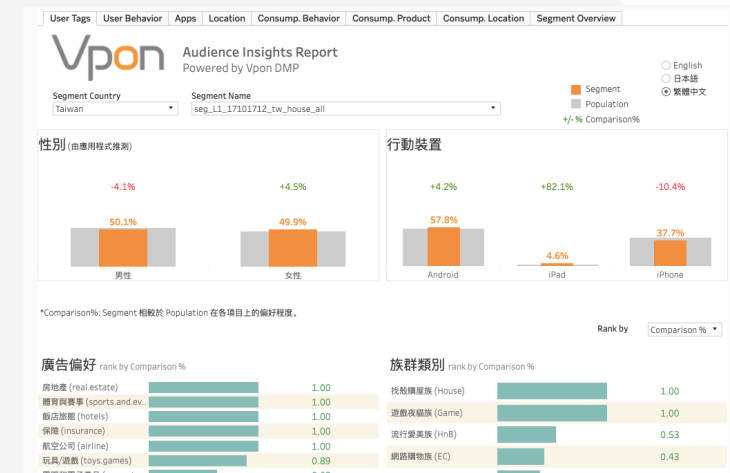 User Tags User Behavior Apps Location Consump. Behavior Consump. Product Consump. Location Segment Overview
Vpon
Audience Insights Report
Powered by Vpon DMP
English
日本語
繁體中文
Segment
Population
+/- % Comparison%
Segment Country
Taiwan
Segment Name
seg_L1_17101712_tw_house_all
性別 (由應用程式推測)
-4.1% +4.5%
50.1% 49.9%
男性 女性
行動裝置
+4.2% +82.1% -10.4%
57.8% 4.6% 37.7%
Android iPad iPhone
*Comparison%: Segment 相較於 Population 在各項目上的偏好程度。
Rank by Comparison %
廣告偏好 rank by Comparison %
房地產 (real.estate) 1.00
體育與賽事 (sports.and.ev.. 1.00
飯店旅館 (hotels) 1.00
保險 (insurance) 1.00
航空公司 (airline) 1.00
玩具/遊戲 (toys.games) 0.89
族群類別 rank by Comparison %
找殼購屋族 (House) 1.00
遊戲夜貓族 (Game) 1.00
流行愛美族 (HnB) 0.53
網路購物族 (EC) 0.43